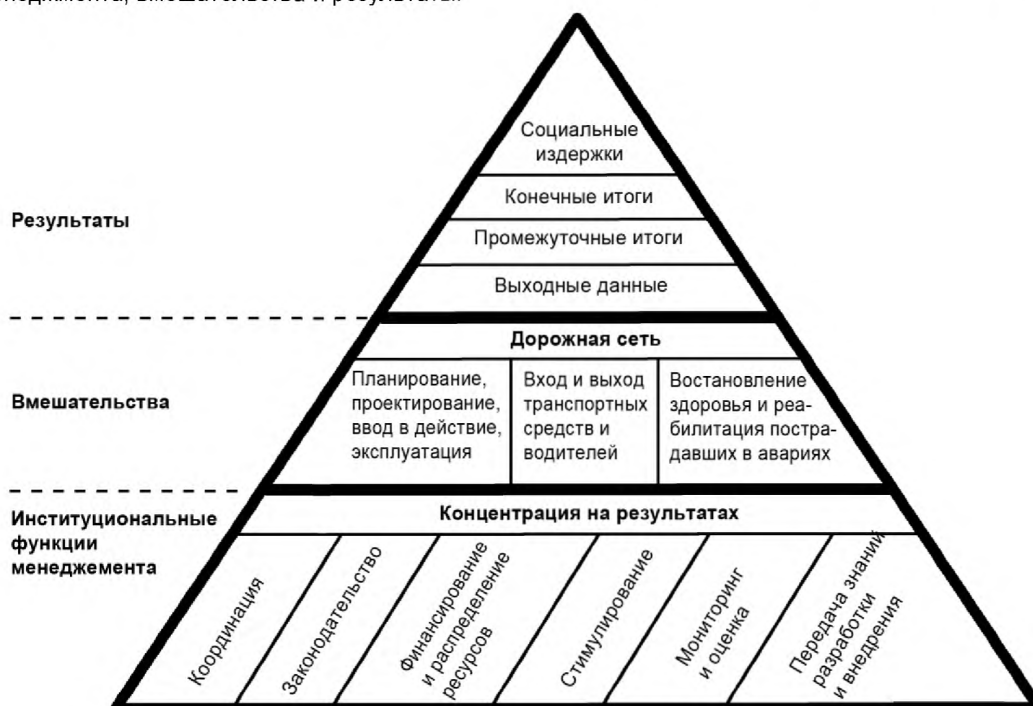 Социальные
издержки
Конечные итоги
Результаты
Промежуточные итоги
Выходные данные
Дорожная сеть
Вмешательства
Планирование,
проектирование,
ввод в действие,
эксплуатация
Вход и выход
транспортных
средств и
водителей
Востановление
здоровья и реа-
билитация постра-
давших в авариях
Институциональные
функции
менеджемента
Концентрация на результатах
Координация
Законодательство
Финансирование
и распределение
ресурсов
Стимулирование
Мониторинг
и оценка
Передача знаний
разработки
и внедрения